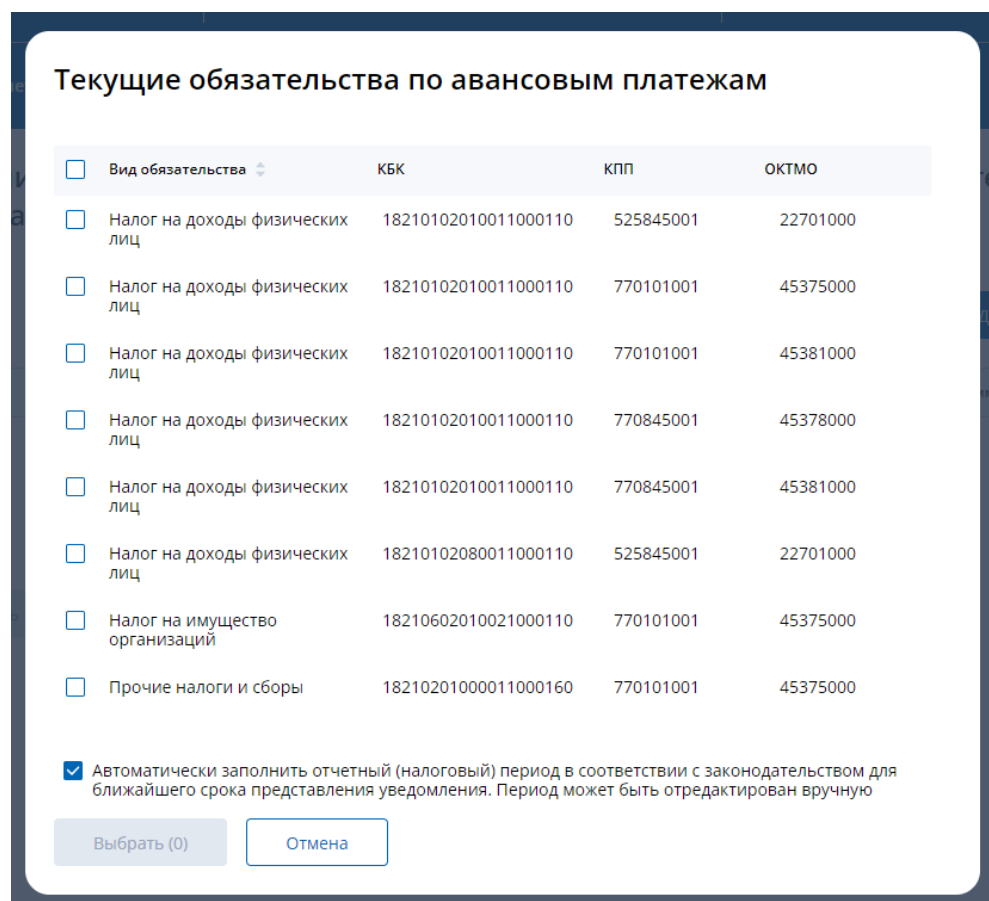 Текущие обязательства по авансовым платежам
Вид обязательства КБК КПП ОКТМО
Налог на доходы физических 18210102010011000110 525845001 22701000
лиц
Налог на доходы физических 18210102010011000110 770101001 45375000
лиц
Налог на доходы физических 18210102010011000110 770101001 45381000
лиц
Налог на доходы физических 18210102010011000110 770845001 45378000
лиц
Налог на доходы физических 18210102010011000110 770845001 45381000
лиц
Налог на доходы физических 18210102080011000110 525845001 22701000
лиц
Налог на имущество 18210602010021000110 770101001 45375000
организаций
Прочие налоги и сборы 18210201000011000160 770101001 45375000
Автоматически заполнить отчетный (налоговый) период в соответствии с законодательством для
ближайшего срока представления уведомления. Период может быть отредактирован вручную
Выбрать (0) Отмена